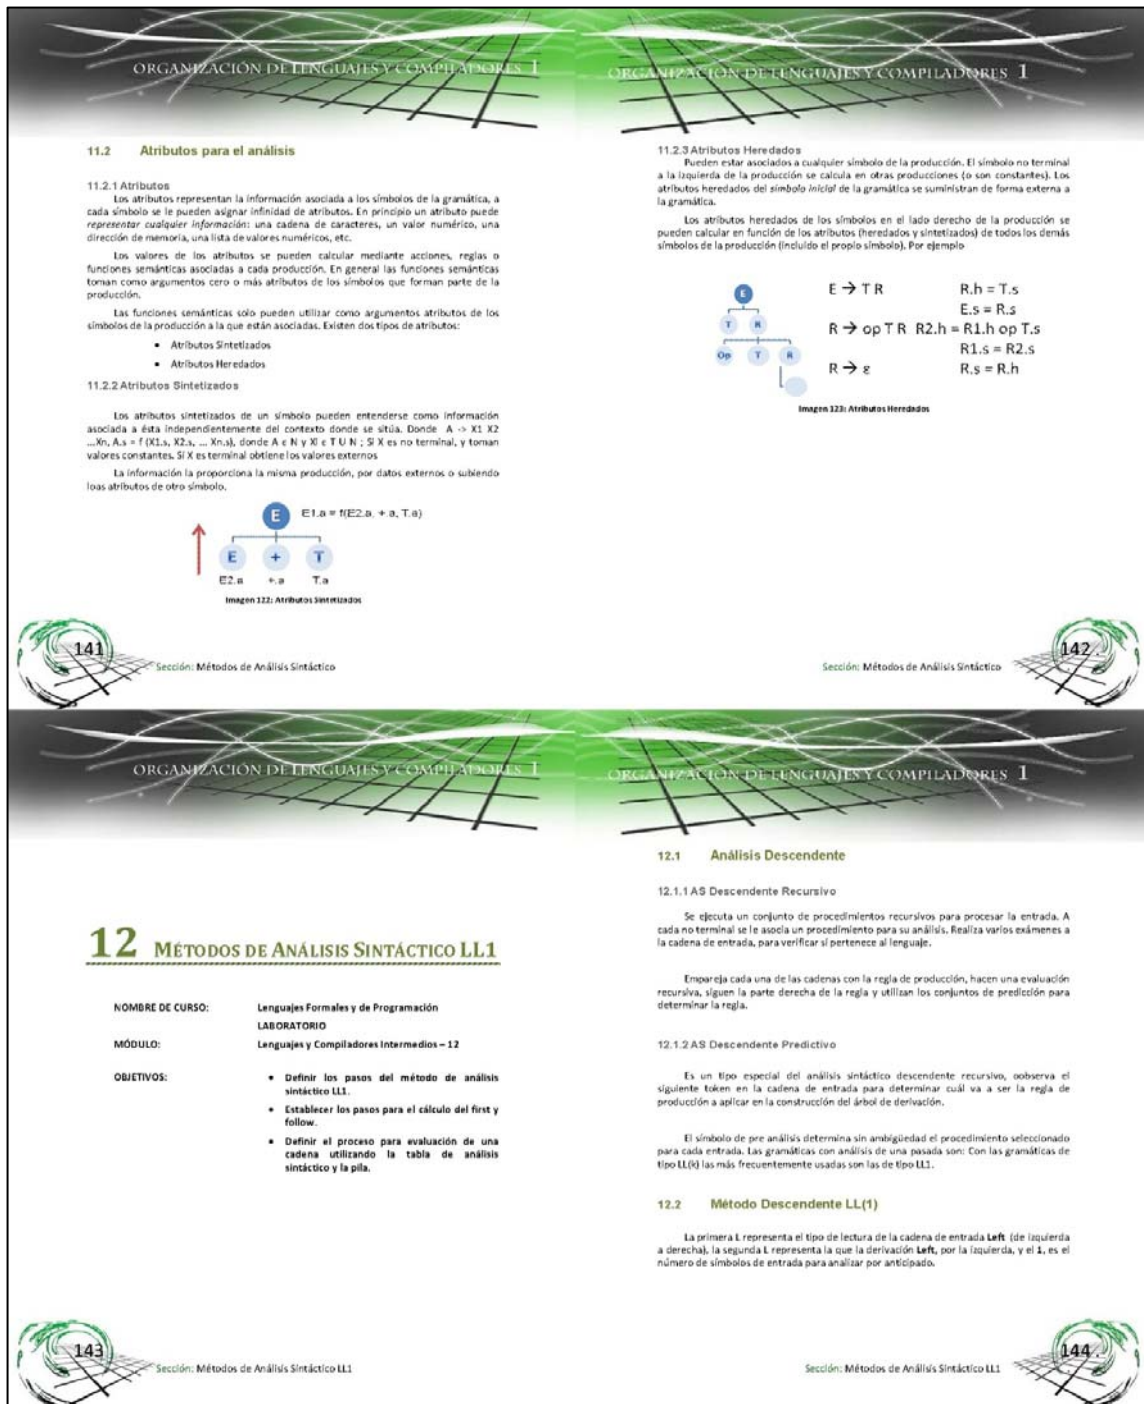 ORGANIZACIÓN DE LENGUAJES Y COMPILADORES 1
11.2 Atributos para el análisis
11.2.1 Atributos
Los atributos representan la información asociada a los símbolos de la gramática, a
cada símbolo se le pueden asignar infinidad de atributos. En principio un atributo puede
representar cualquier información: una cadena de caracteres, un valor numérico, una
dirección de memoria, una lista de valores numéricos, etc.
Los valores de los atributos se pueden calcular mediante acciones, reglas o
funciones semánticas asociadas a cada producción. En general las funciones semánticas
toman como argumentos cero o más atributos de los símbolos que forman parte de la
producción.
Las funciones semánticas solo pueden utilizar como argumentos atributos de los
símbolos de la producción a la que están asociadas. Existen dos tipos de atributos:
• Atributos Sintetizados
• Atributos Heredados
11.2.2 Atributos Sintetizados
Los atributos sintetizados de un símbolo pueden entenderse como información
asociada a ésta independientemente del contexto donde se sitúa. Donde A -> X1 X2
...Xn, A.s = f (X1.s, X2.s, ... Xn.s), donde A є N y Xi є T U N ; Si X es no terminal, y toman
valores constantes. Si X es terminal obtiene los valores externos
La información la proporciona la misma producción, por datos externos o subiendo
loas atributos de otro símbolo.
E E1.a = f(E2.a, +.a, T.a)
E + T
E2.a +.a T.a
Imagen 122: Atributos Sintetizados
141
Sección: Métodos de Análisis Sintáctico
ORGANIZACIÓN DE LENGUAJES Y COMPILADORES 1
11.2.3 Atributos Heredados
Pueden estar asociados a cualquier símbolo de la producción. El símbolo no terminal
a la izquierda de la producción se calcula en otras producciones (o son constantes). Los
atributos heredados del símbolo inicial de la gramática se suministran de forma externa a
la gramática.
Los atributos heredados de los símbolos en el lado derecho de la producción se
pueden calcular en función de los atributos (heredados y sintetizados) de todos los demás
símbolos de la producción (incluido el propio símbolo). Por ejemplo
E
T R
Op T R
E → T R R.h = T.s
E.s = R.s
R → op T R R2.h = R1.h op T.s
R1.s = R2.s
R → ε R.s = R.h
Imagen 123: Atributos Heredados
142
Sección: Métodos de Análisis Sintáctico
ORGANIZACIÓN DE LENGUAJES Y COMPILADORES 1
12 MÉTODOS DE ANÁLISIS SINTÁCTICO LL1
NOMBRE DE CURSO: Lenguajes Formales y de Programación
LABORATORIO
MÓDULO: Lenguajes y Compiladores Intermedios – 12
OBJETIVOS: • Definir los pasos del método de análisis
sintáctico LL1.
• Establecer los pasos para el cálculo del first y
follow.
• Definir el proceso para evaluación de una
cadena utilizando la tabla de análisis
sintáctico y la pila.
143
Sección: Métodos de Análisis Sintáctico LL1
ORGANIZACIÓN DE LENGUAJES Y COMPILADORES 1
12.1 Análisis Descendente
12.1.1 AS Descendente Recursivo
Se ejecuta un conjunto de procedimientos recursivos para procesar la entrada. A
cada no terminal se le asocia un procedimiento para su análisis. Realiza varios exámenes a
la cadena de entrada, para verificar si pertenece al lenguaje.
Empareja cada una de las cadenas con la regla de producción, hacen una evaluación
recursiva, siguen la parte derecha de la regla y utilizan los conjuntos de predicción para
determinar la regla.
12.1.2 AS Descendente Predictivo
Es un tipo especial del análisis sintáctico descendente recursivo, oobserva el
siguiente token en la cadena de entrada para determinar cuál va a ser la regla de
producción a aplicar en la construcción del árbol de derivación.
El símbolo de pre análisis determina sin ambigüedad el procedimiento seleccionado
para cada entrada. Las gramáticas con análisis de una pasada son: Con las gramáticas de
tipo LL(k) las más frecuentemente usadas son las de tipo LL1.
12.2 Método Descendente LL(1)
La primera L representa el tipo de lectura de la cadena de entrada Left (de izquierda
a derecha), la segunda L representa la que la derivación Left, por la izquierda, y el 1, es el
número de símbolos de entrada para analizar por anticipado.
144
Sección: Métodos de Análisis Sintáctico LL1